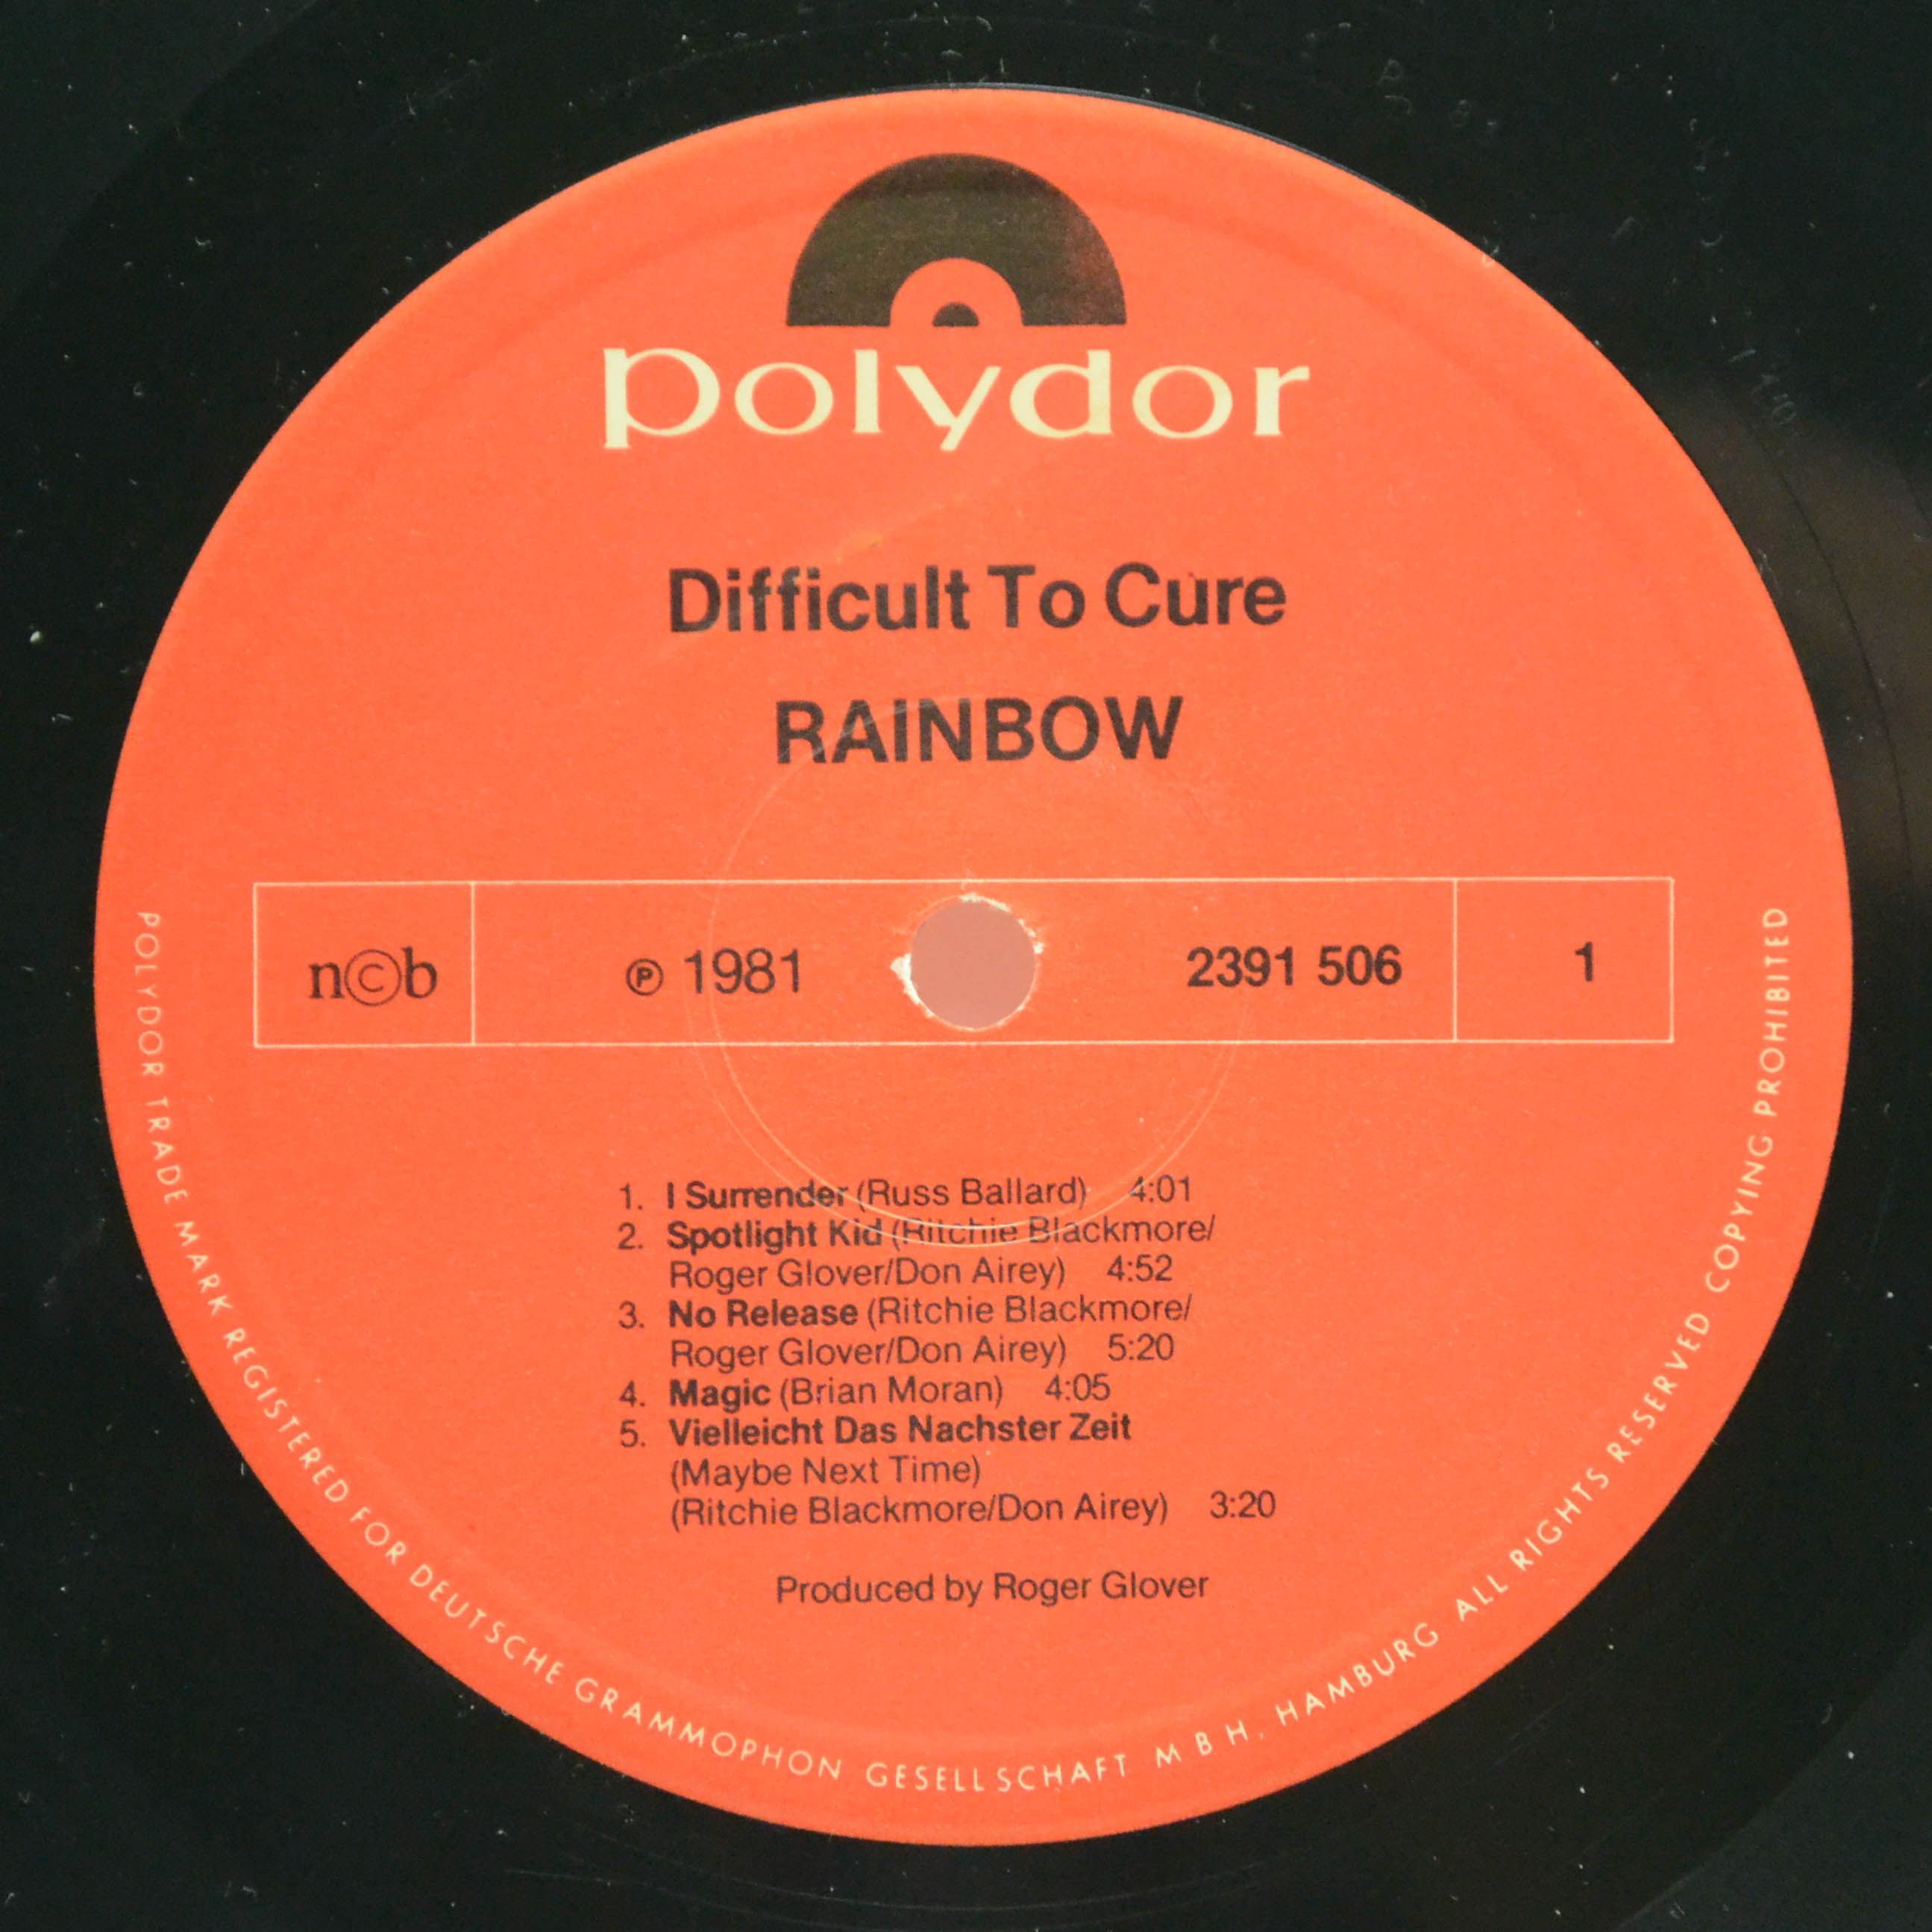 polydor
Difficult To Cure
RAINBOW
n©b ℗ 1981 2391 506 1
1. I Surrender (Russ Ballard) 4:01
2. Spotlight Kid (Ritchie Blackmore/
Roger Glover/Don Airey) 4:52
3. No Release (Ritchie Blackmore/
Roger Glover/Don Airey) 5:20
4. Magic (Brian Moran) 4:05
5. Vielleicht Das Nachster Zeit
(Maybe Next Time)
(Ritchie Blackmore/Don Airey) 3:20
Produced by Roger Glover
POLYDOR TRADE MARK REGISTERED FOR DEUTSCHE GRAMMOPHON GESELLSCHAFT M B H, HAMBURG ALL RIGHTS RESERVED COPYING PROHIBITED